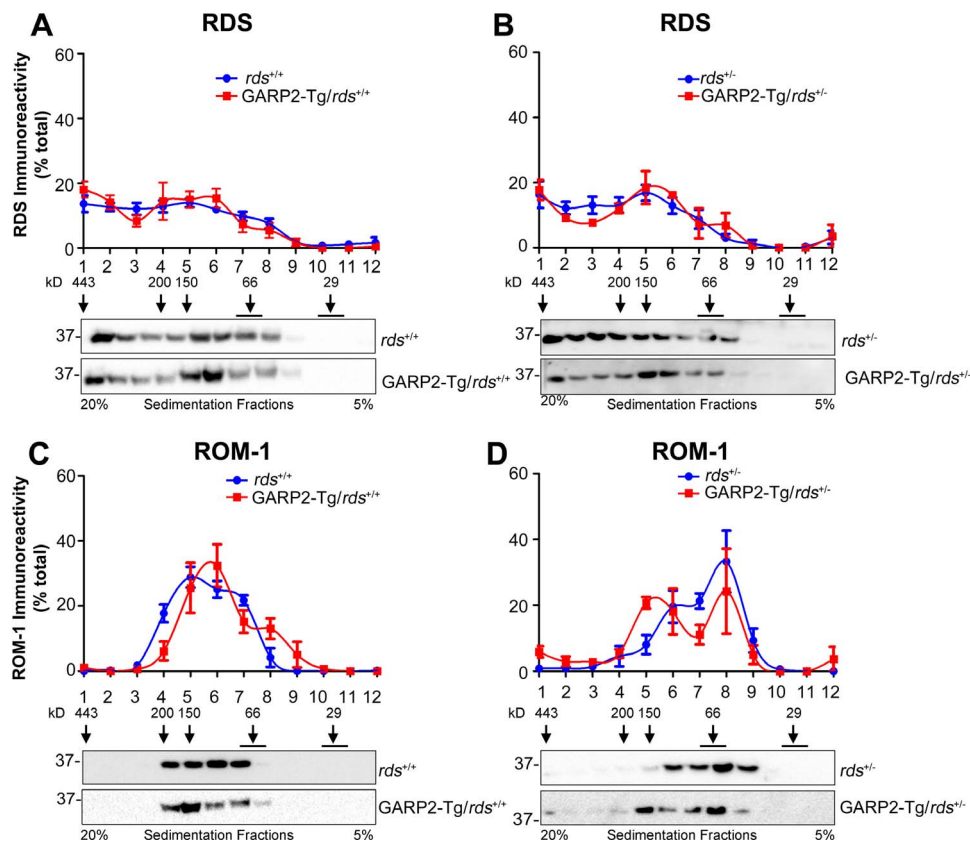 A
RDS
RDS Immunoreactivity
(% total)
60
40
20
0
rds+/+
GARP2-Tg/rds+/+
1 2 3 4 5 6 7 8 9 10 11 12
kD 443 200 150 66 29
37-
rds+/+
37-
GARP2-Tg/rds+/+
20% Sedimentation Fractions 5%
B
RDS
60
40
20
0
rds+/-
GARP2-Tg/rds+/-
1 2 3 4 5 6 7 8 9 10 11 12
kD 443 200 150 66 29
37-
rds+/-
37-
GARP2-Tg/rds+/-
20% Sedimentation Fractions 5%
C
ROM-1
ROM-1 Immunoreactivity
(% total)
60
40
20
0
rds+/+
GARP2-Tg/rds+/+
1 2 3 4 5 6 7 8 9 10 11 12
kD 443 200 150 66 29
37-
rds+/+
37-
GARP2-Tg/rds+/+
20% Sedimentation Fractions 5%
D
ROM-1
60
40
20
0
rds+/-
GARP2-Tg/rds+/-
1 2 3 4 5 6 7 8 9 10 11 12
kD 443 200 150 66 29
37-
rds+/-
37-
GARP2-Tg/rds+/-
20% Sedimentation Fractions 5%